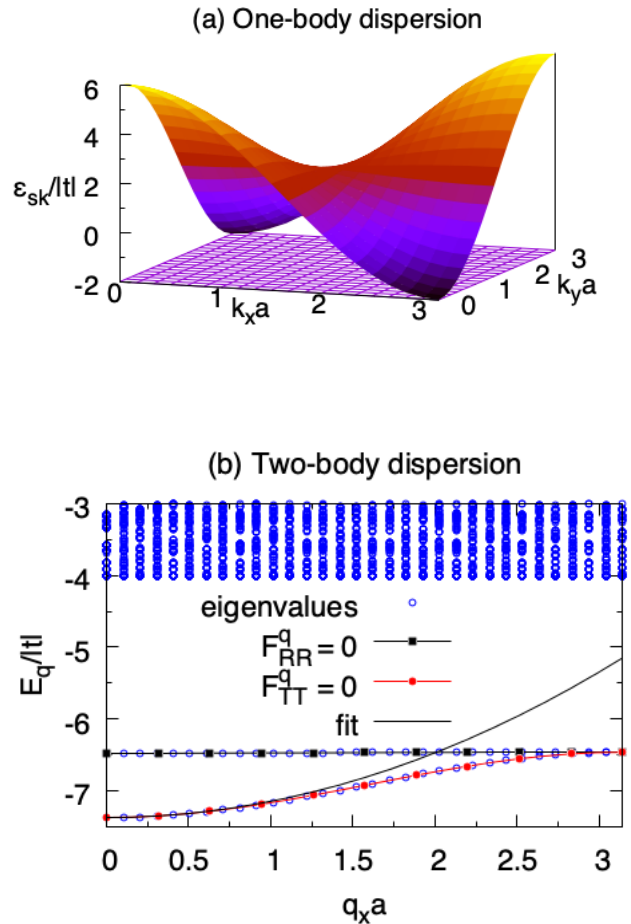 (a) One-body dispersion
6
4
ε_sk/|t| 2
0
-2
0
1
2
3
k_xa
0
1
2
3
k_ya
(b) Two-body dispersion
-3
-4
-5
-6
-7
E_q/|t|
eigenvalues
F^q_RR = 0
F^q_TT = 0
fit
0 0.5 1 1.5 2 2.5 3
q_xa